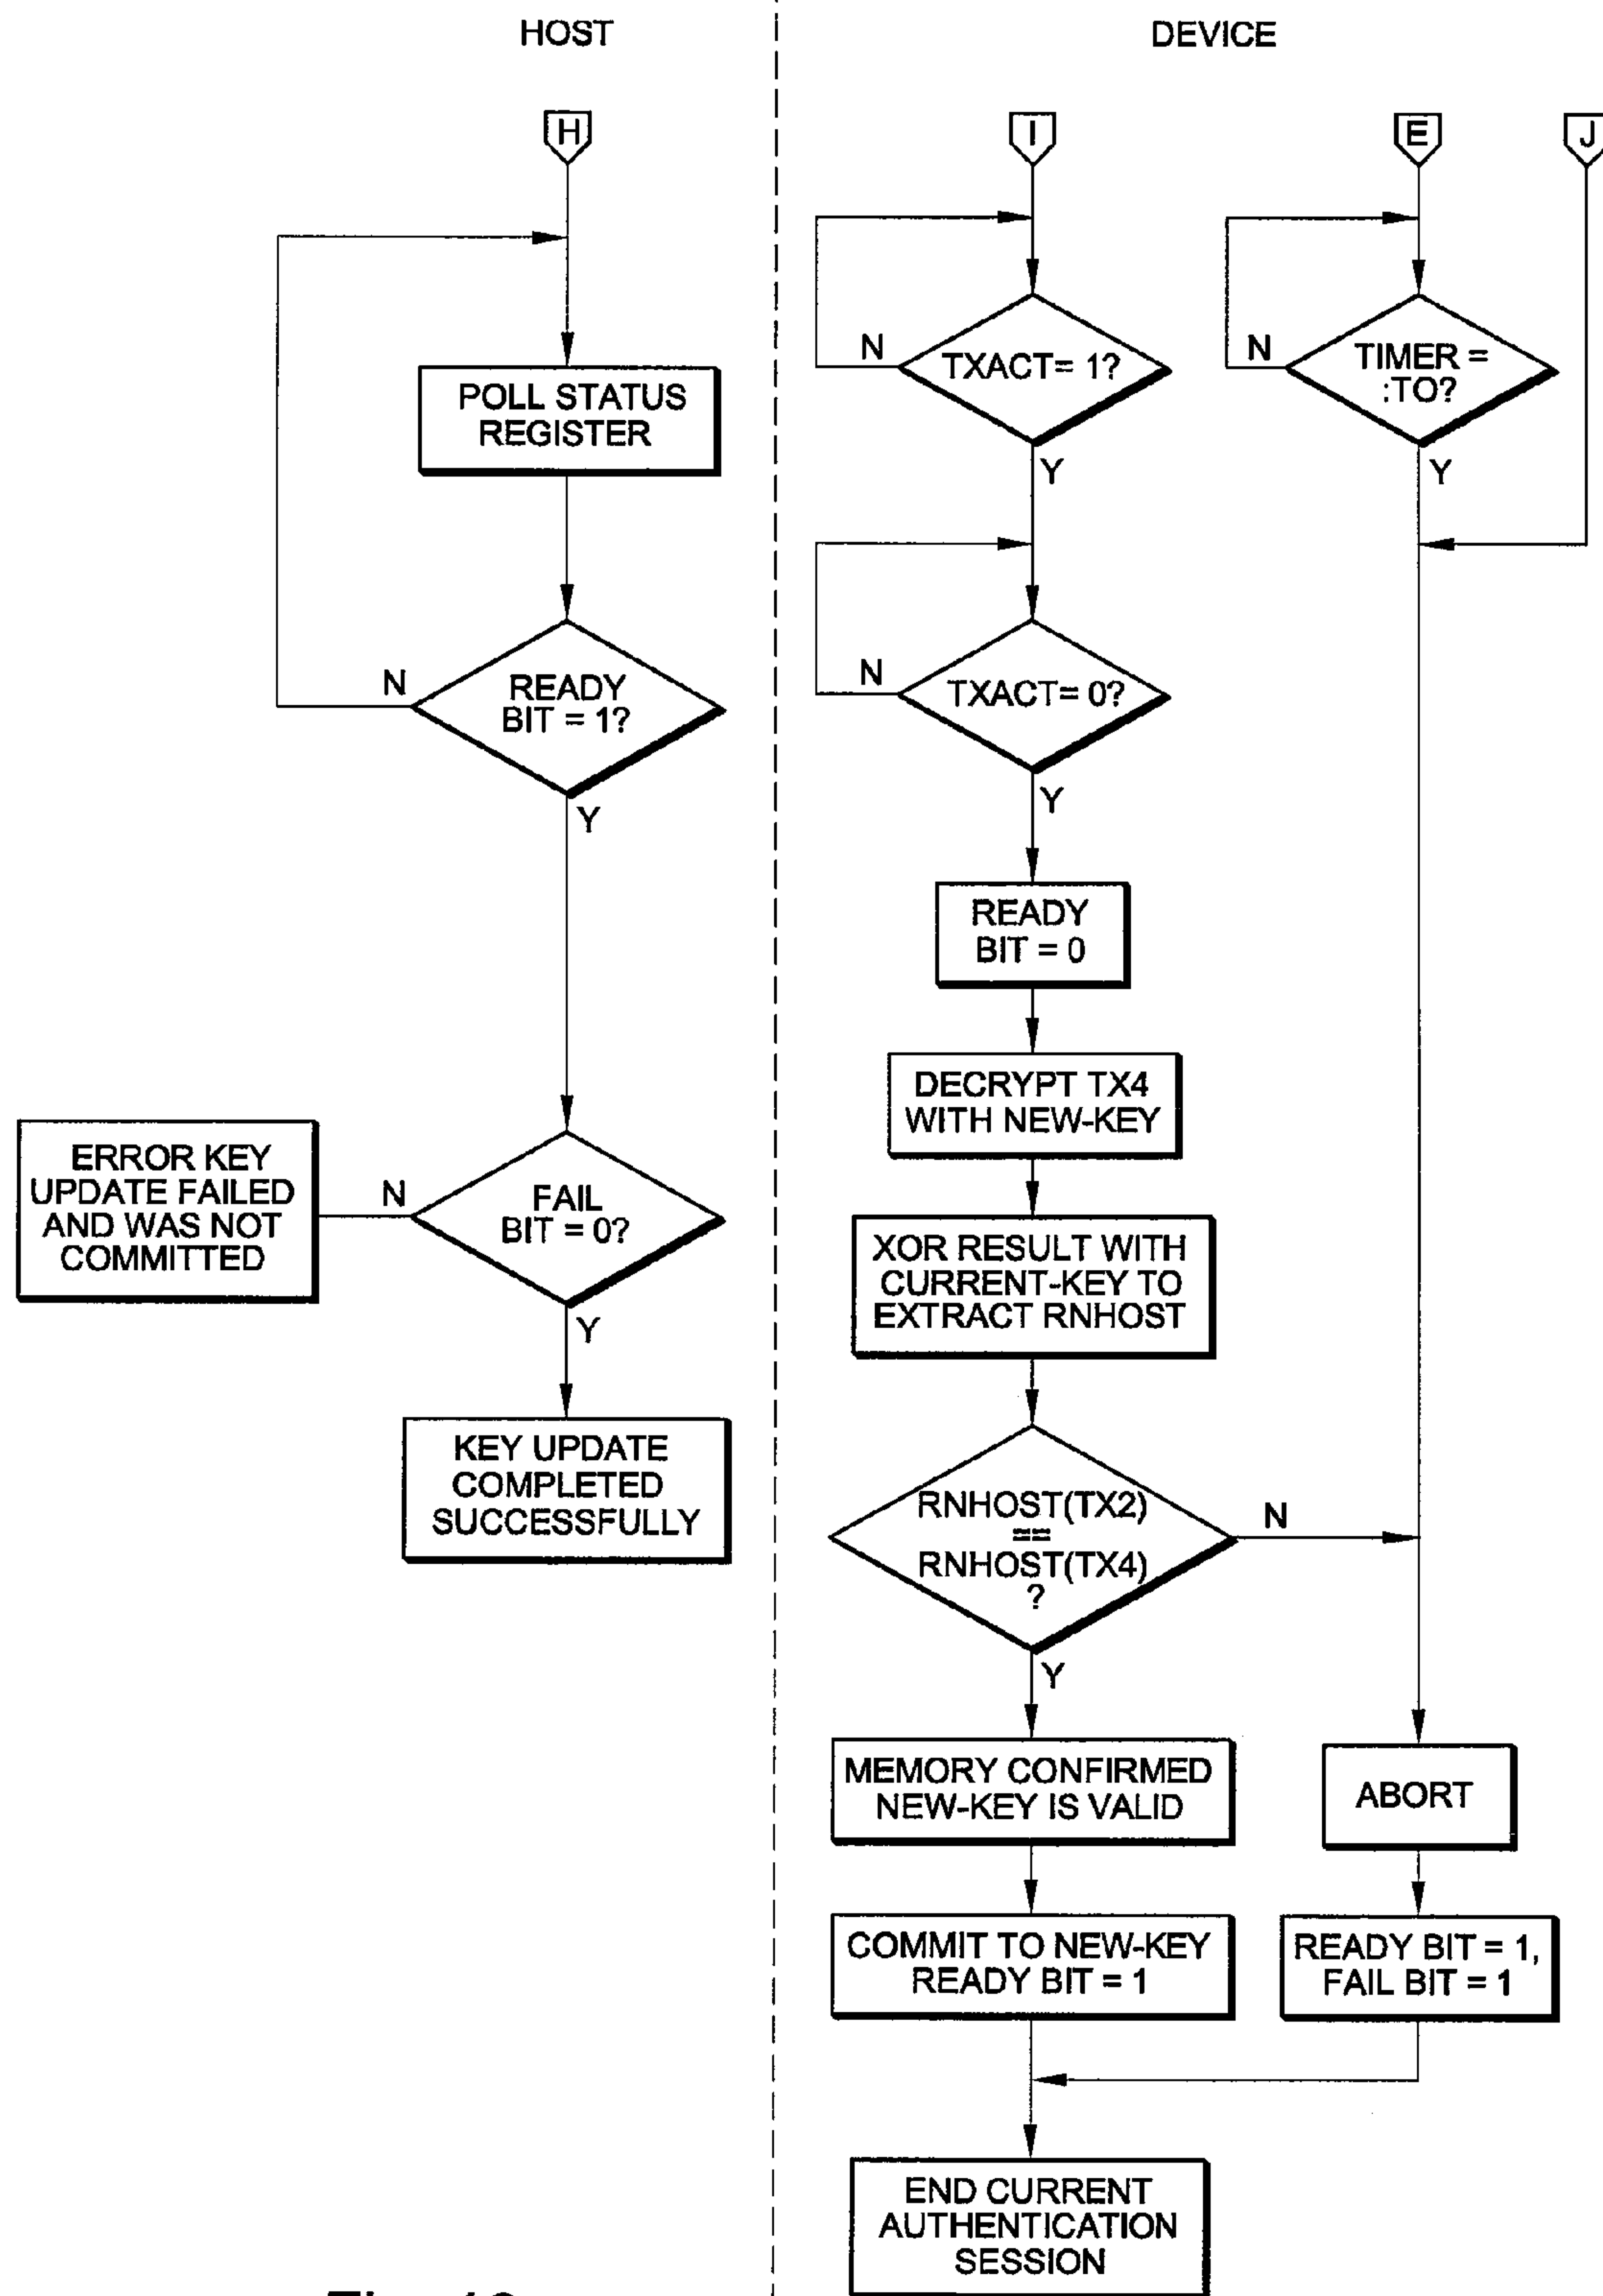 HOST
H
POLL STATUS
REGISTER
N
READY
BIT = 1?
Y
ERROR KEY
UPDATE FAILED
AND WAS NOT
COMMITTED
N
FAIL
BIT = 0?
Y
KEY UPDATE
COMPLETED
SUCCESSFULLY
DEVICE
I
N
TXACT= 1?
Y
N
TXACT= 0?
Y
READY
BIT = 0
DECRYPT TX4
WITH NEW-KEY
XOR RESULT WITH
CURRENT-KEY TO
EXTRACT RNHOST
RNHOST(TX2)
==
RNHOST(TX4)
?
N
Y
MEMORY CONFIRMED
NEW-KEY IS VALID
COMMIT TO NEW-KEY
READY BIT = 1
END CURRENT
AUTHENTICATION
SESSION
E
J
N
TIMER =
:TO?
Y
ABORT
READY BIT = 1,
FAIL BIT = 1